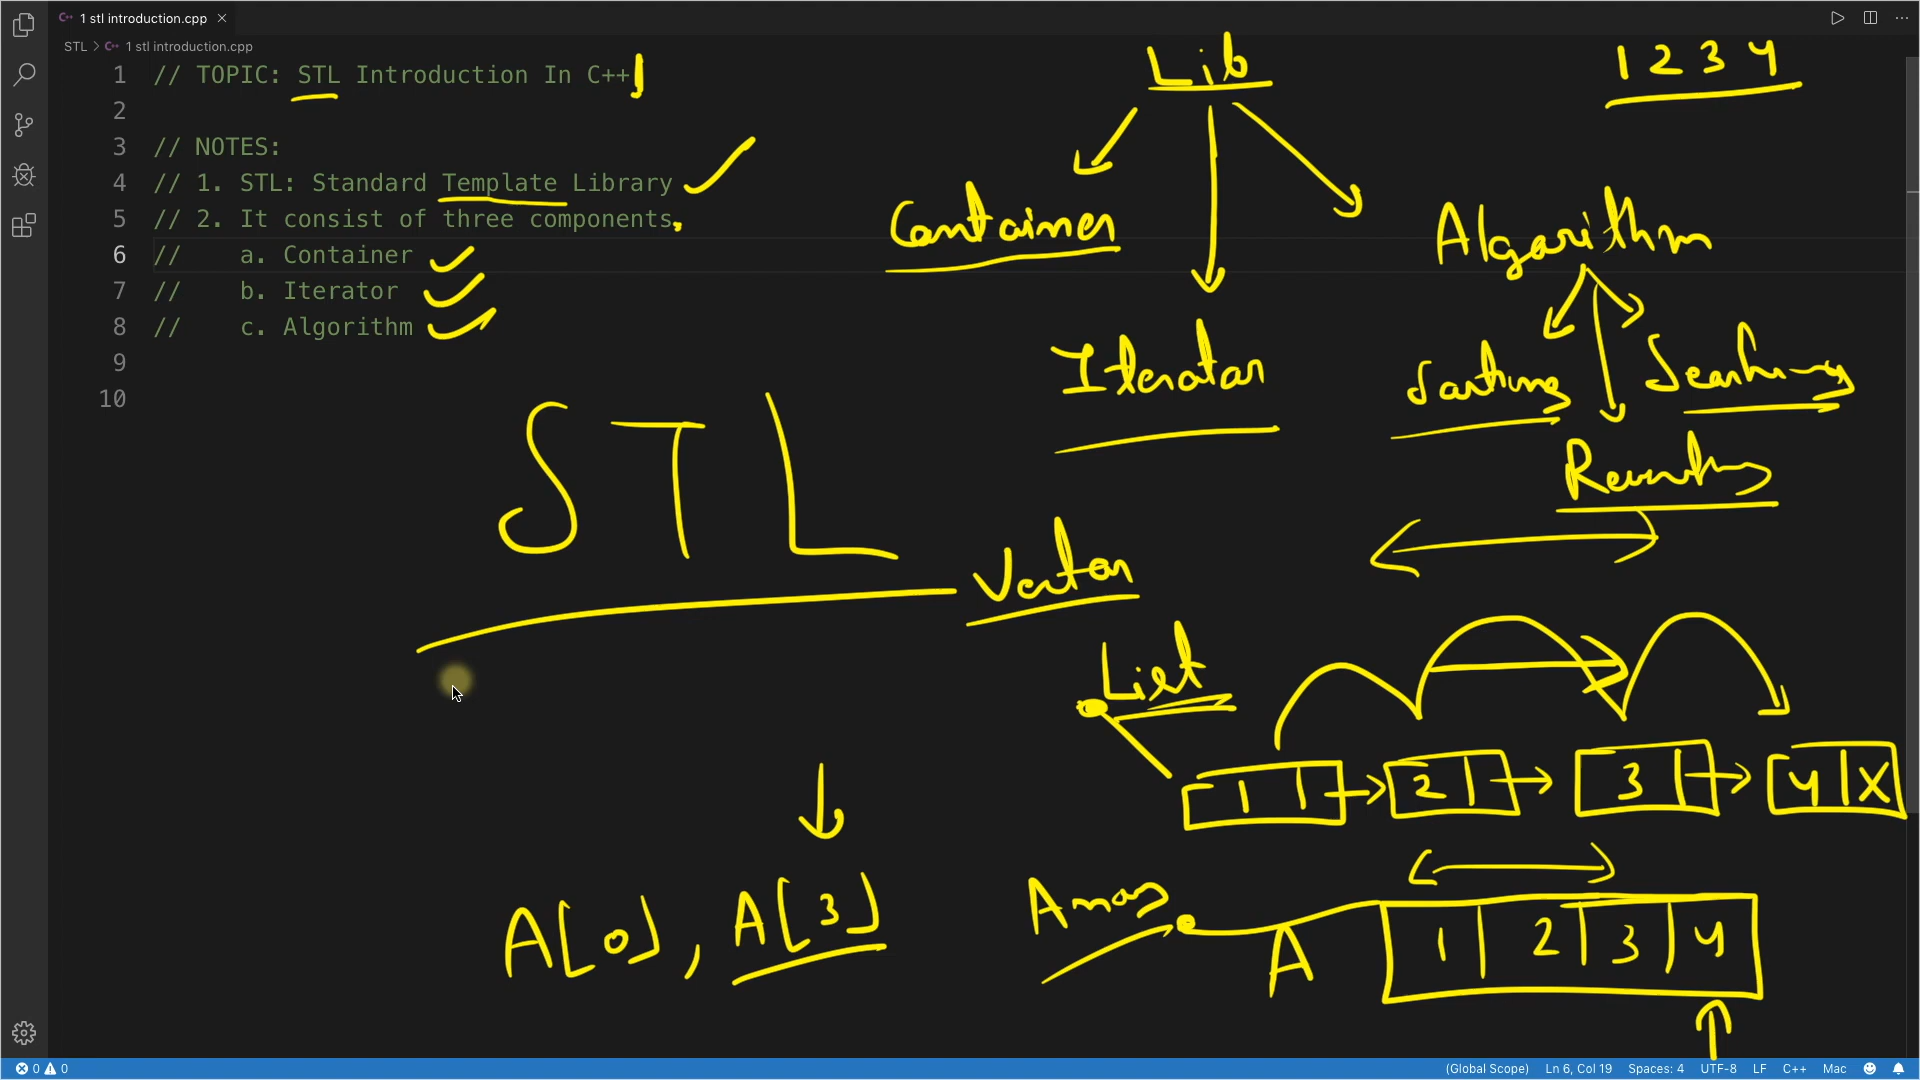 1 stl introduction.cpp
STL > 1 stl introduction.cpp
1 // TOPIC: STL Introduction In C++
2
3 // NOTES:
4 // 1. STL: Standard Template Library
5 // 2. It consist of three components.
6 // a. Container
7 // b. Iterator
8 // c. Algorithm
9
10
Lib
1 2 3 4
Container
Algorithm
Iterator
Sorting
Searching
STL
Vector
List
1 2 3 4 X
A[0], A[3]
Array
A 1 2 3 4
0 0
(Global Scope) Ln 6, Col 19 Spaces: 4 UTF-8 LF C++ Mac